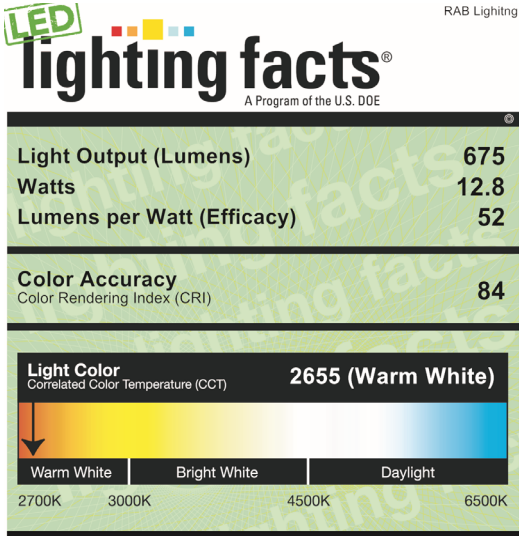 RAB Lighitng
LED
lighting facts®
A Program of the U.S. DOE
Light Output (Lumens) 675
Watts 12.8
Lumens per Watt (Efficacy) 52
Color Accuracy
Color Rendering Index (CRI) 84
Light Color
Correlated Color Temperature (CCT) 2655 (Warm White)
Warm White Bright White Daylight
2700K 3000K 4500K 6500K